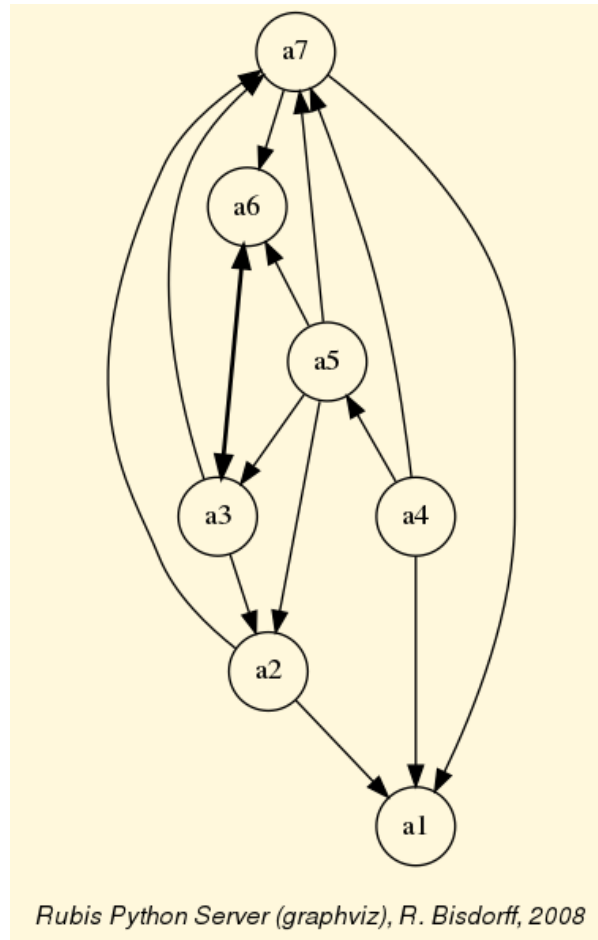 a7
a6
a5
a3
a4
a2
a1
Rubis Python Server (graphviz), R. Bisdorff, 2008